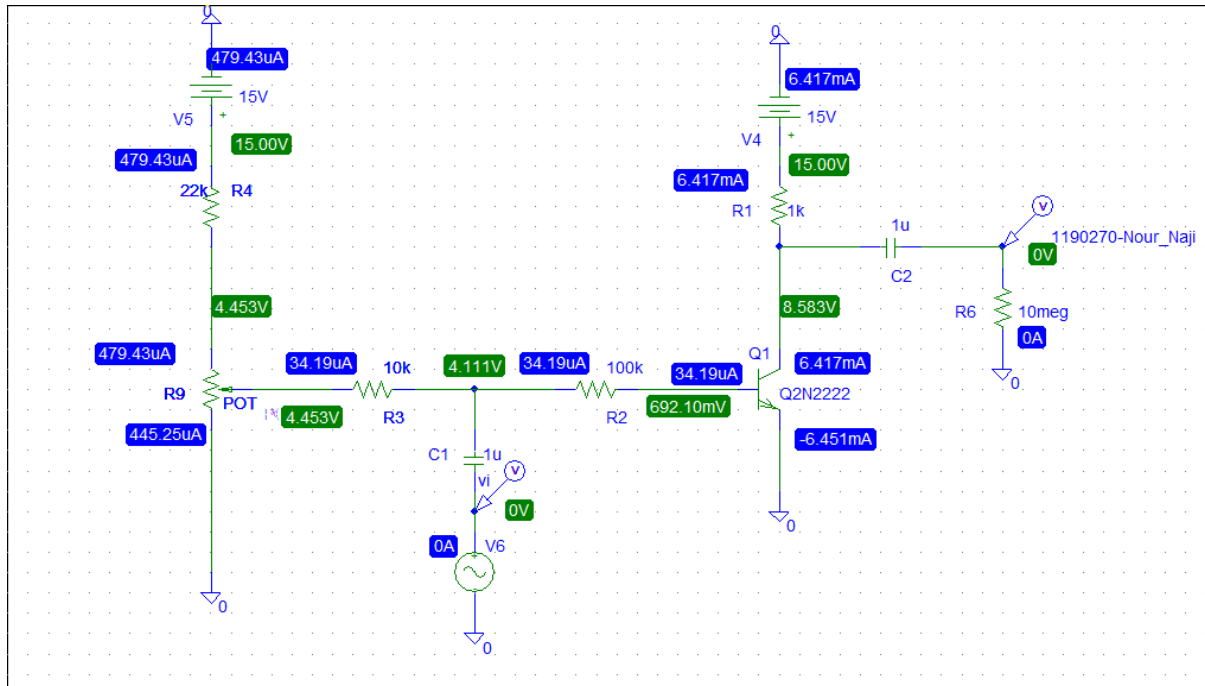 0
479.43uA
15V
V5
+
15.00V
479.43uA
22k R4
4.453V
479.43uA
R9
POT
4.453V
445.25uA
0
34.19uA
10k
R3
4.111V
34.19uA
100k
R2
34.19uA
692.10mV
C1
1u
vi
V
0V
0A
V6
0
0
6.417mA
15V
V4
+
15.00V
6.417mA
R1
1k
1u
C2
8.583V
Q1
6.417mA
Q2N2222
-6.451mA
0
V
1190270-Nour_Naji
0V
R6
10meg
0A
0